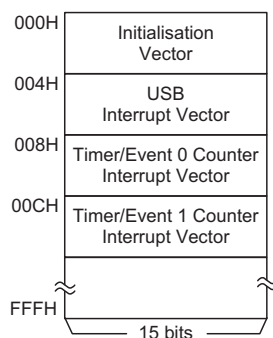 000H
Initialisation
Vector
004H
USB
Interrupt Vector
008H
Timer/Event 0 Counter
Interrupt Vector
00CH
Timer/Event 1 Counter
Interrupt Vector
FFFH
15 bits